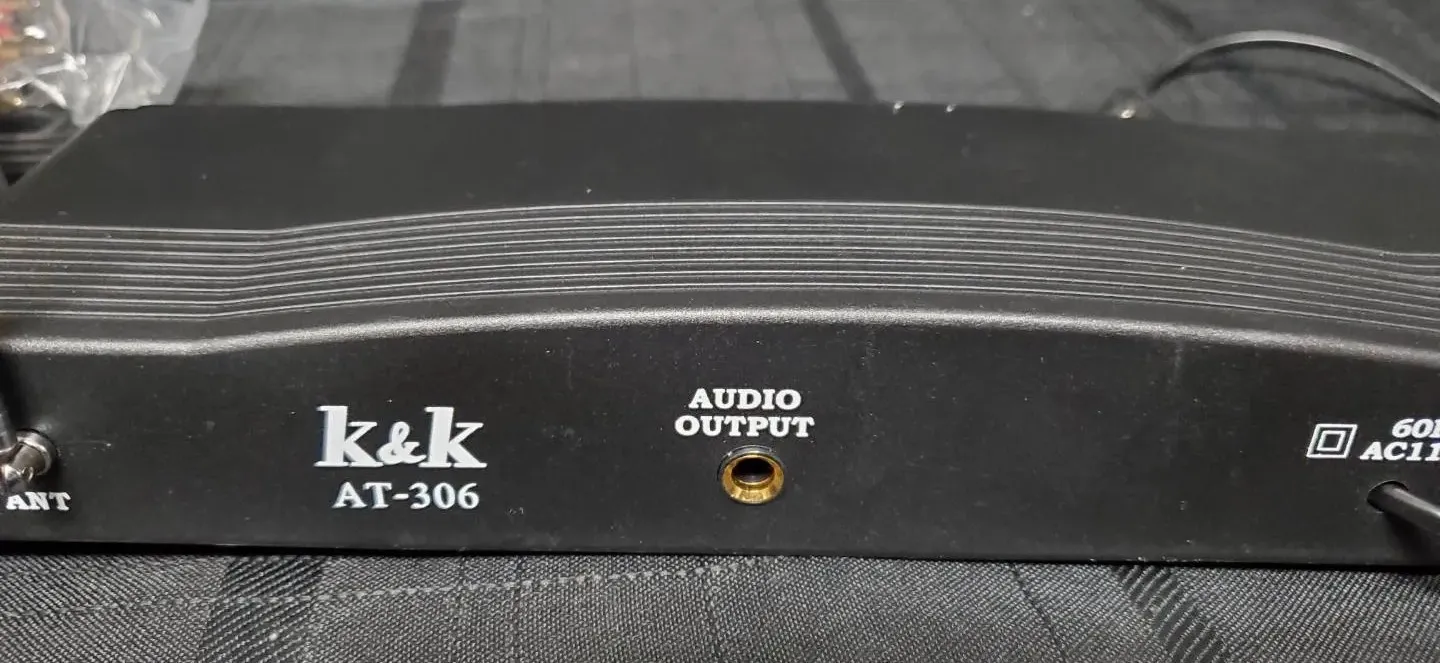 k&k
AT-306
AUDIO
OUTPUT
ANT